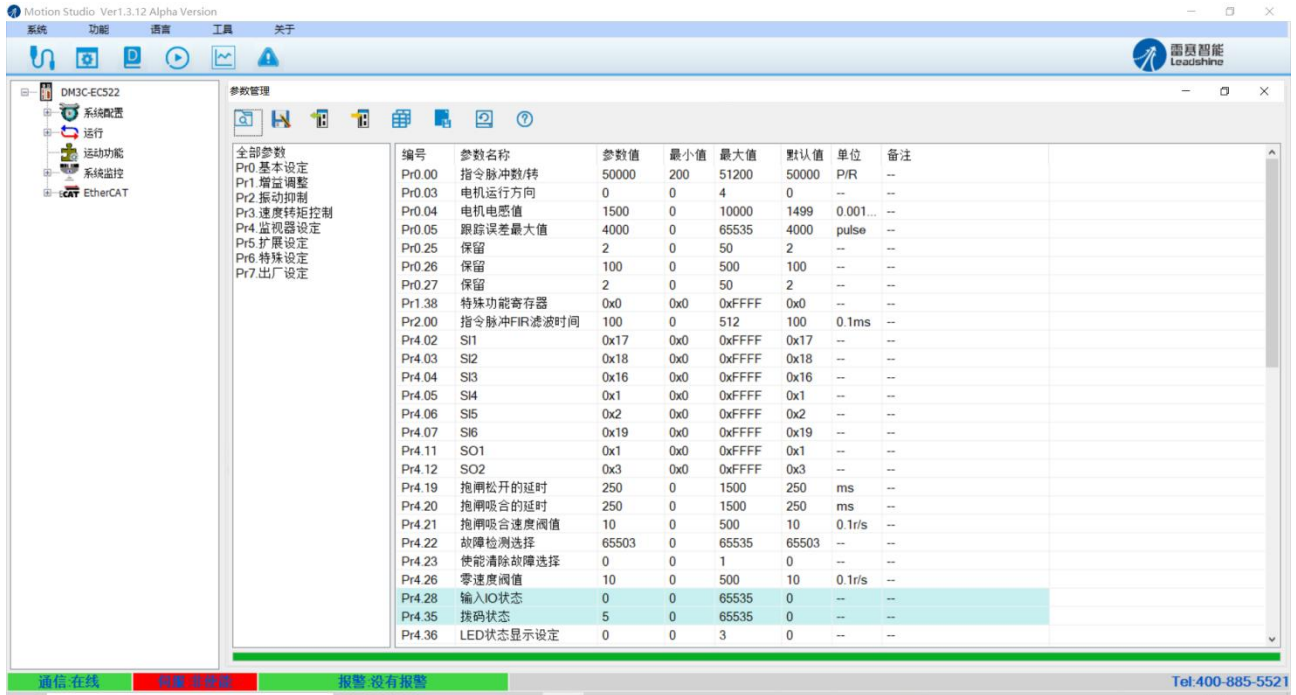 Motion Studio Ver1.3.12 Alpha Version
系统 功能 语言 工具 关于
雷赛智能
Leadshine
DM3C-EC522
系统配置
运行
运动功能
系统监控
EtherCAT
参数管理
全部参数
Pr0.基本设定
Pr1.增益调整
Pr2.振动抑制
Pr3.速度转矩控制
Pr4.监视器设定
Pr5.扩展设定
Pr6.特殊设定
Pr7.出厂设定
编号 参数名称 参数值 最小值 最大值 默认值 单位 备注
Pr0.00 指令脉冲数/转 50000 200 51200 50000 P/R --
Pr0.03 电机运行方向 0 0 4 0 -- --
Pr0.04 电机电感值 1500 0 10000 1499 0.001... --
Pr0.05 跟踪误差最大值 4000 0 65535 4000 pulse --
Pr0.25 保留 2 0 50 2 -- --
Pr0.26 保留 100 0 500 100 -- --
Pr0.27 保留 2 0 50 2 -- --
Pr1.38 特殊功能寄存器 0x0 0x0 0xFFFF 0x0 -- --
Pr2.00 指令脉冲FIR滤波时间 100 0 512 100 0.1ms --
Pr4.02 SI1 0x17 0x0 0xFFFF 0x17 -- --
Pr4.03 SI2 0x18 0x0 0xFFFF 0x18 -- --
Pr4.04 SI3 0x16 0x0 0xFFFF 0x16 -- --
Pr4.05 SI4 0x1 0x0 0xFFFF 0x1 -- --
Pr4.06 SI5 0x2 0x0 0xFFFF 0x2 -- --
Pr4.07 SI6 0x19 0x0 0xFFFF 0x19 -- --
Pr4.11 SO1 0x1 0x0 0xFFFF 0x1 -- --
Pr4.12 SO2 0x3 0x0 0xFFFF 0x3 -- --
Pr4.19 抱闸松开的延时 250 0 1500 250 ms --
Pr4.20 抱闸吸合的延时 250 0 1500 250 ms --
Pr4.21 抱闸吸合速度阀值 10 0 500 10 0.1r/s --
Pr4.22 故障检测选择 65503 0 65535 65503 -- --
Pr4.23 使能清除故障选择 0 0 1 0 -- --
Pr4.26 零速度阀值 10 0 500 10 0.1r/s --
Pr4.28 输入IO状态 0 0 65535 0 -- --
Pr4.35 拨码状态 5 0 65535 0 -- --
Pr4.36 LED状态显示设定 0 0 3 0 -- --
通信:在线 伺服:非使能 报警:没有报警 Tel:400-885-5521